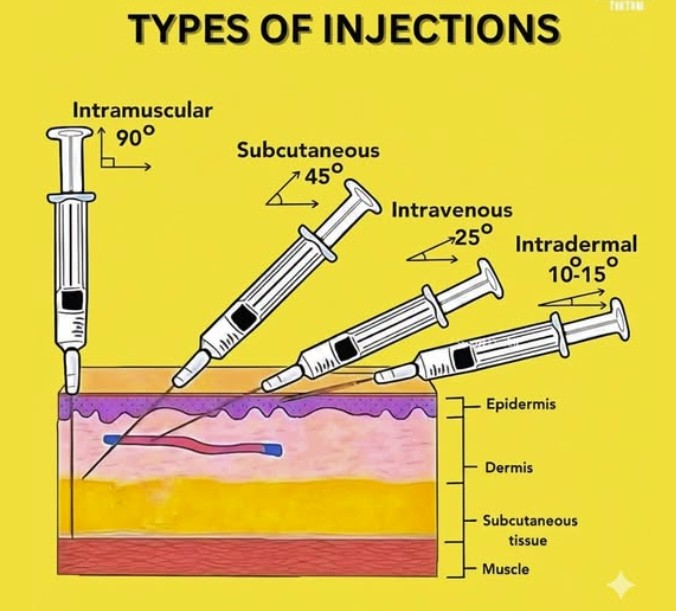 TYPES OF INJECTIONS
Intramuscular
90°
Subcutaneous
45°
Intravenous
25°
Intradermal
10°-15°
Epidermis
Dermis
Subcutaneous
tissue
Muscle